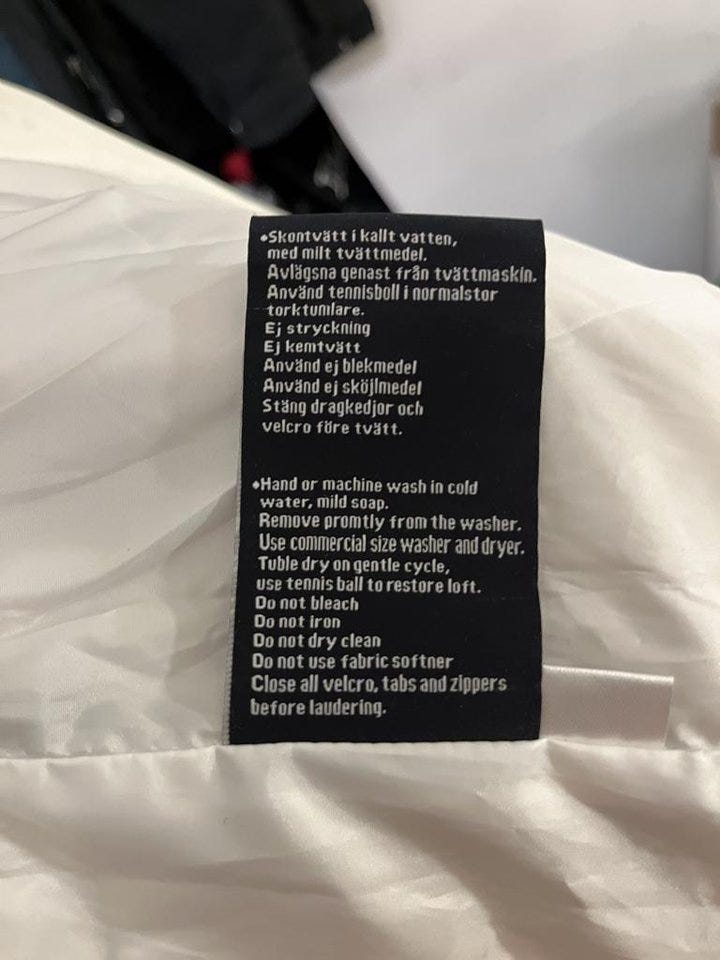 •Skontvätt i kallt vatten,
med milt tvättmedel.
Avlägsna genast från tvättmaskin.
Använd tennisboll i normalstor
torktumlare.
Ej stryckning
Ej kemtvätt
Använd ej blekmedel
Använd ej sköjlmedel
Stäng dragkedjor och
velcro före tvätt.
•Hand or machine wash in cold
water, mild soap.
Remove promtly from the washer.
Use commercial size washer and dryer.
Tuble dry on gentle cycle,
use tennis ball to restore loft.
Do not bleach
Do not iron
Do not dry clean
Do not use fabric softner
Close all velcro, tabs and zippers
before laudering.